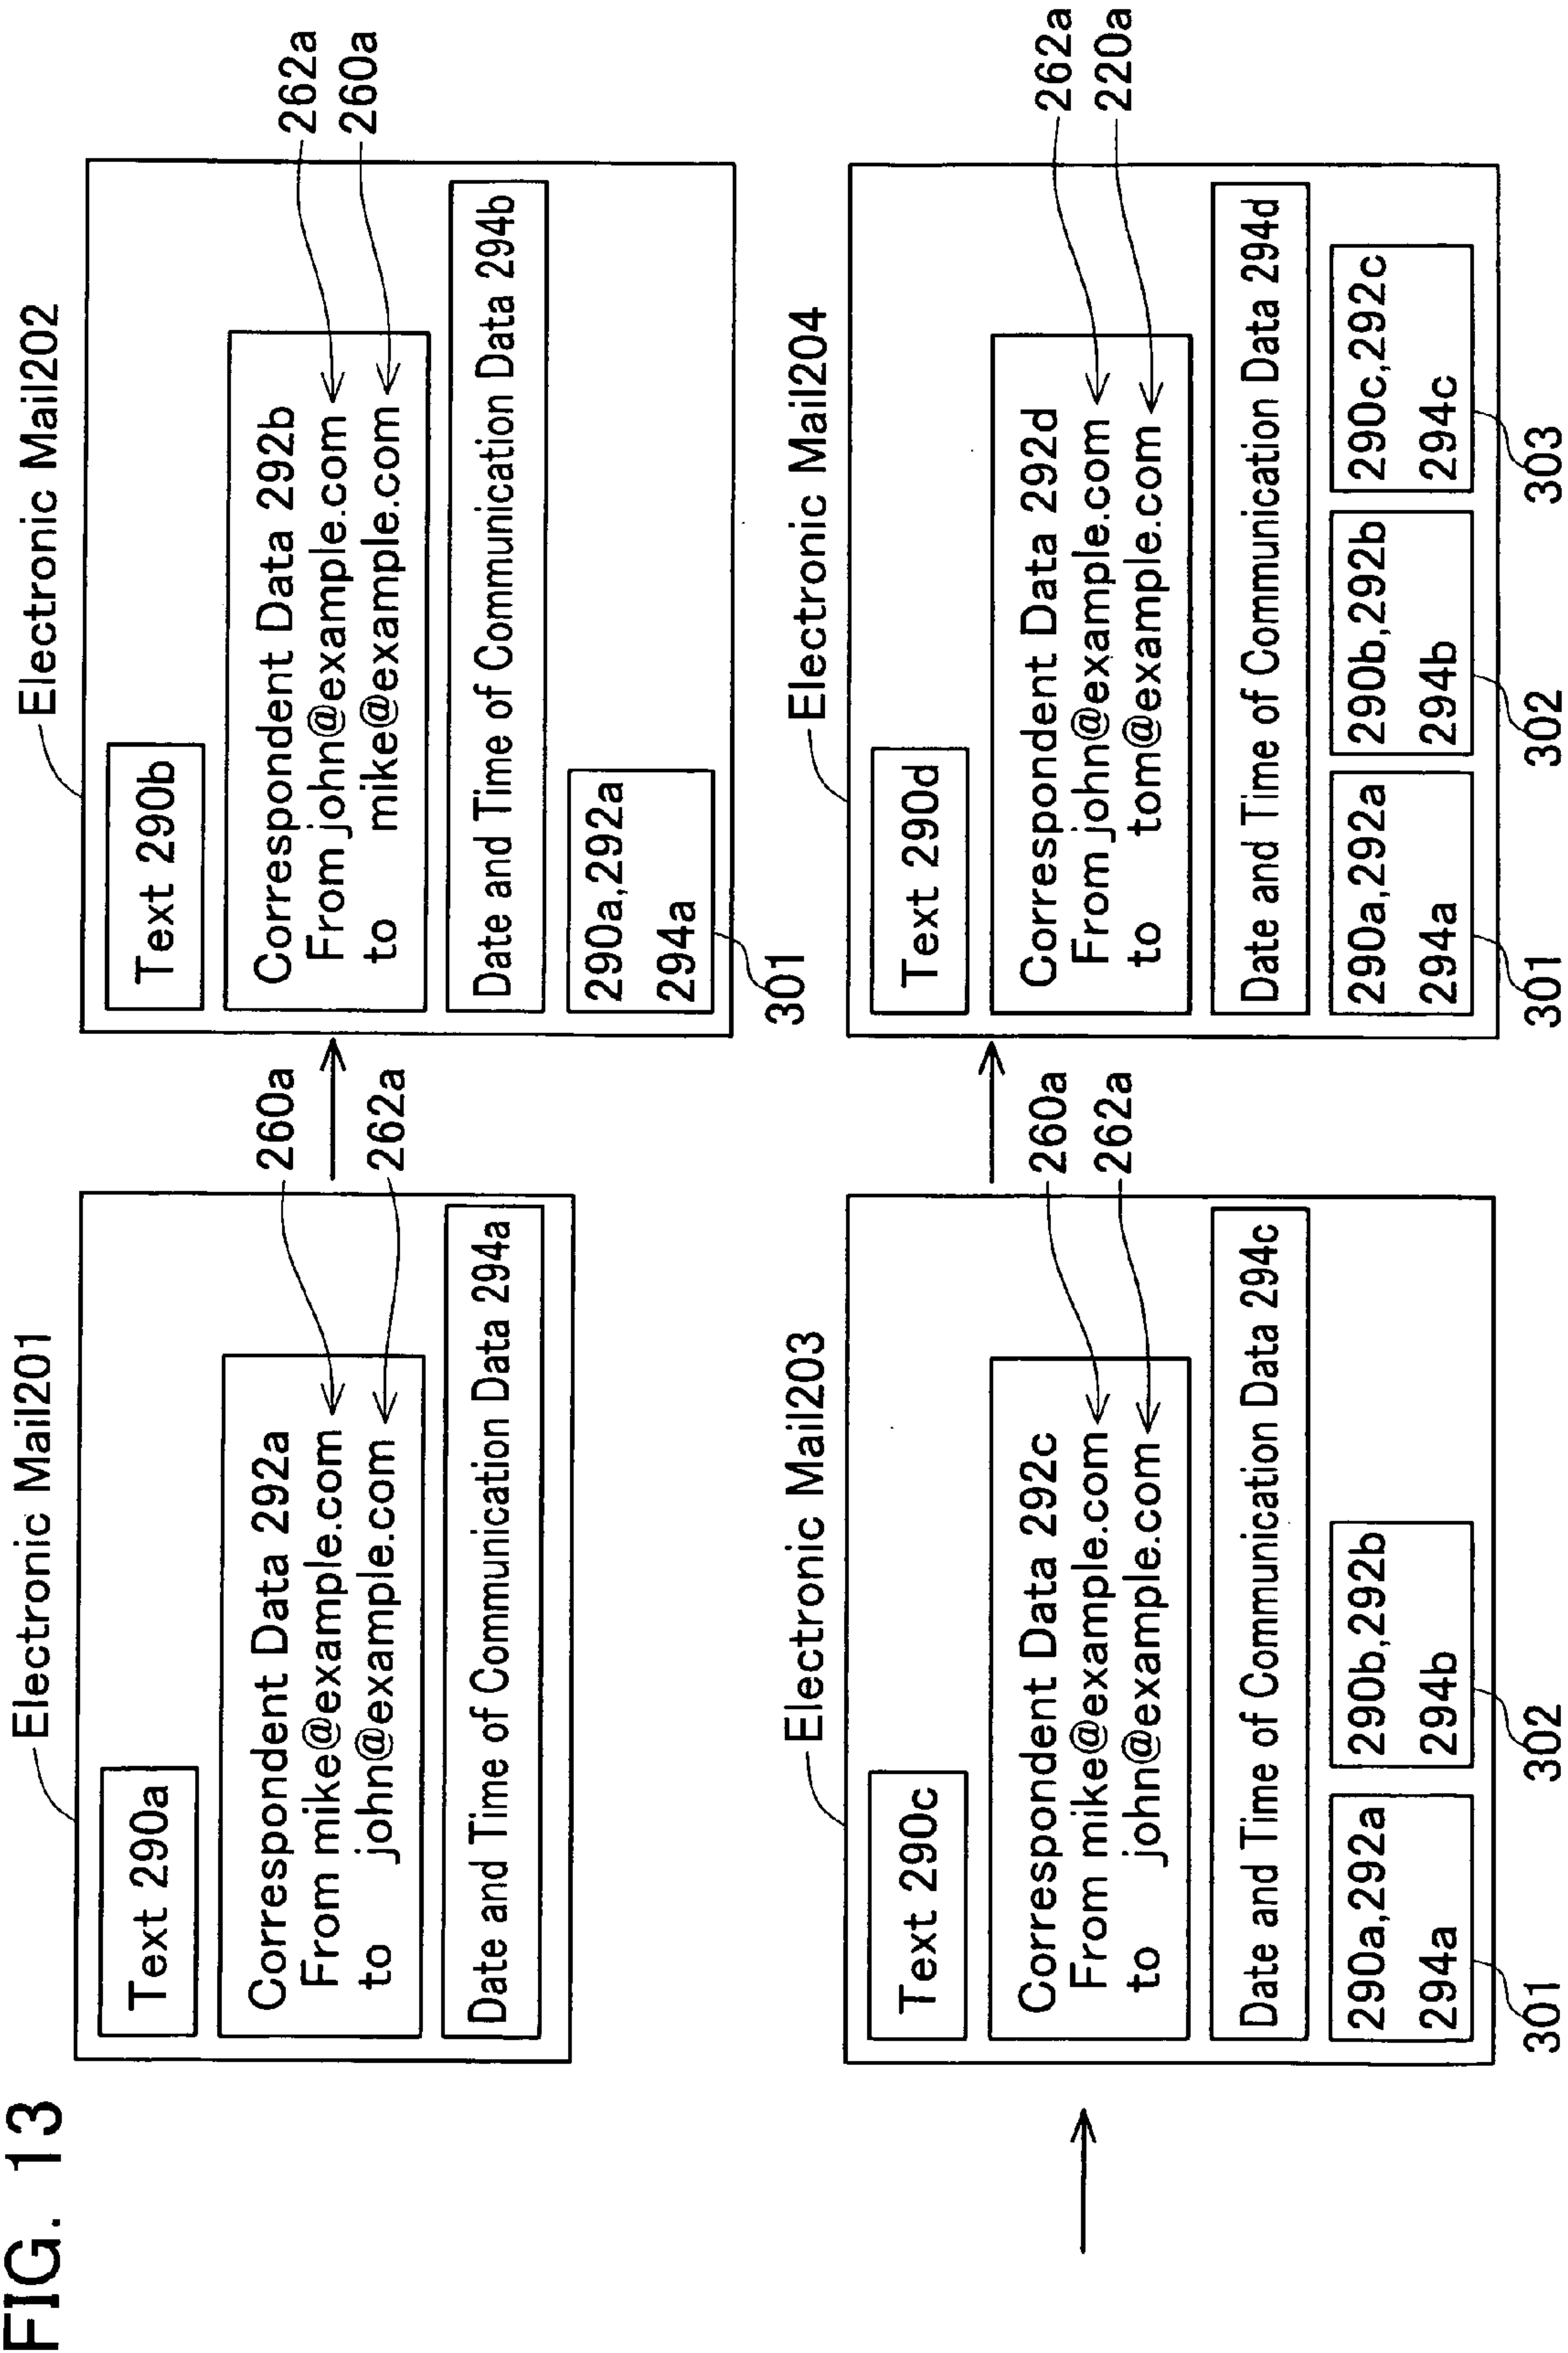 FIG. 13
Electronic Mail201
Text 290a
Correspondent Data 292a
From mike@example.com
to john@example.com
260a
262a
Date and Time of Communication Data 294a
Electronic Mail202
Text 290b
Correspondent Data 292b
From john@example.com
to mike@example.com
262a
260a
Date and Time of Communication Data 294b
290a,292a
294a
301
Electronic Mail203
Text 290c
Correspondent Data 292c
From mike@example.com
to john@example.com
260a
262a
Date and Time of Communication Data 294c
290a,292a
294a
290b,292b
294b
301
302
Electronic Mail204
Text 290d
Correspondent Data 292d
From john@example.com
to tom@example.com
262a
220a
Date and Time of Communication Data 294d
290a,292a
294a
290b,292b
294b
290c,292c
294c
301
302
303